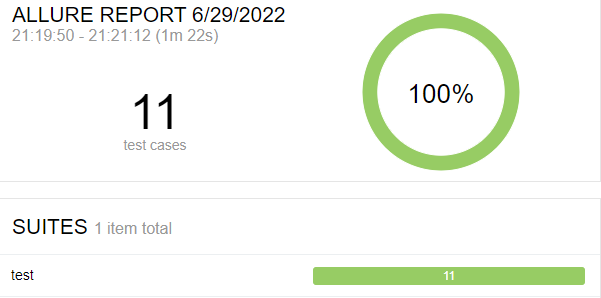 ALLURE REPORT 6/29/2022
21:19:50 - 21:21:12 (1m 22s)
100%
11
test cases
SUITES 1 item total
test 11